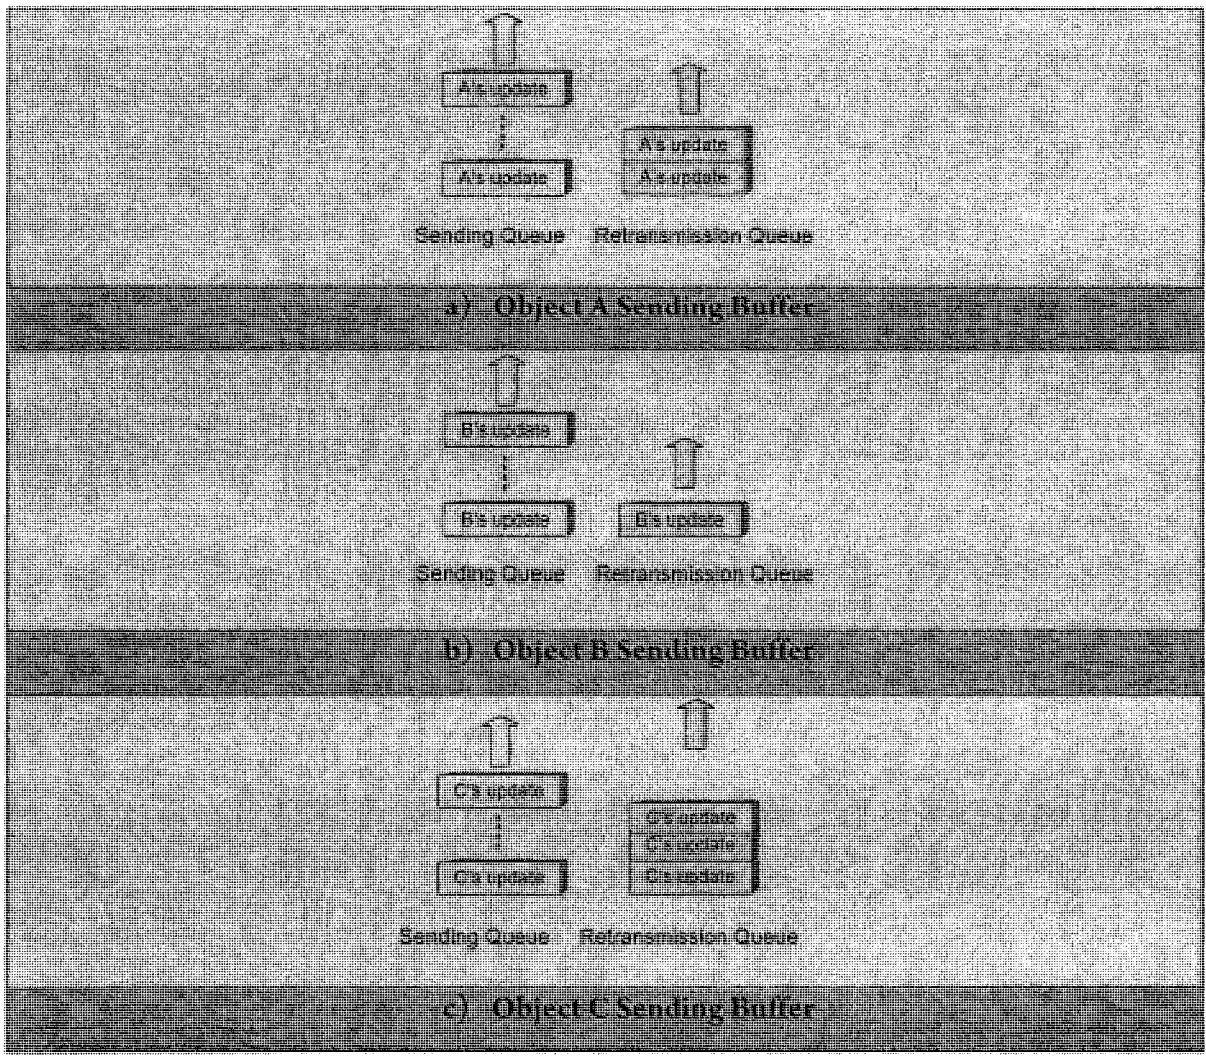 A's update
A's update
A's update
A's update
Sending Queue Retransmission Queue
a) Object A Sending Buffer
B's update
B's update B's update
Sending Queue Retransmission Queue
b) Object B Sending Buffer
C's update
C's update
C's update
C's update C's update
Sending Queue Retransmission Queue
c) Object C Sending Buffer